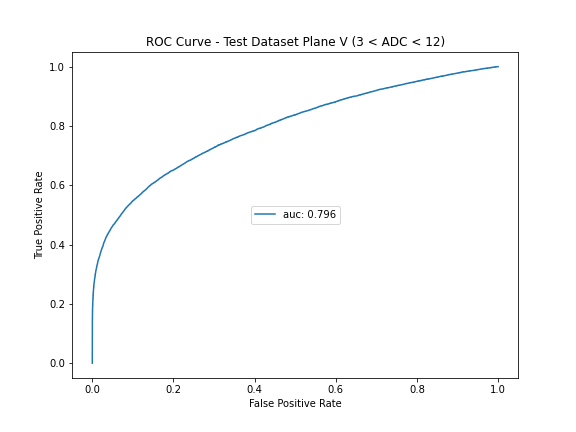 ROC Curve - Test Dataset Plane V (3 < ADC < 12)
True Positive Rate
1.0
0.8
0.6
0.4
0.2
0.0
auc: 0.796
0.0 0.2 0.4 0.6 0.8 1.0
False Positive Rate